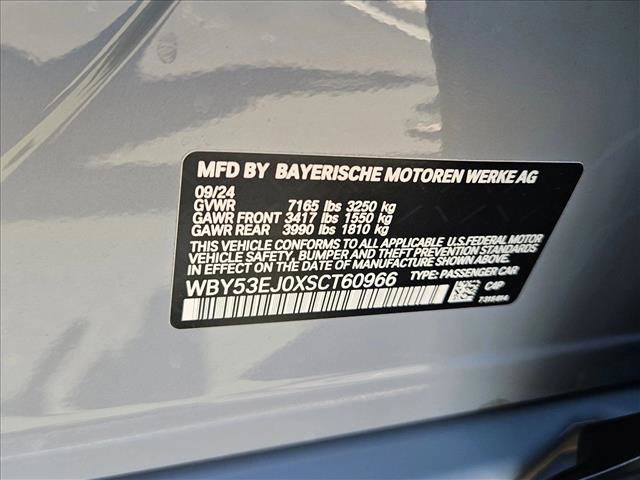 MFD BY BAYERISCHE MOTOREN WERKE AG
09/24
GVWR 7165 lbs 3250 kg
GAWR FRONT 3417 lbs 1550 kg
GAWR REAR 3990 lbs 1810 kg
THIS VEHICLE CONFORMS TO ALL APPLICABLE U.S. FEDERAL MOTOR
VEHICLE SAFETY, BUMPER AND THEFT PREVENTION STANDARDS
IN EFFECT ON THE DATE OF MANUFACTURE SHOWN ABOVE.
WBY53EJ0XSCT60966 TYPE: PASSENGER CAR
C4P